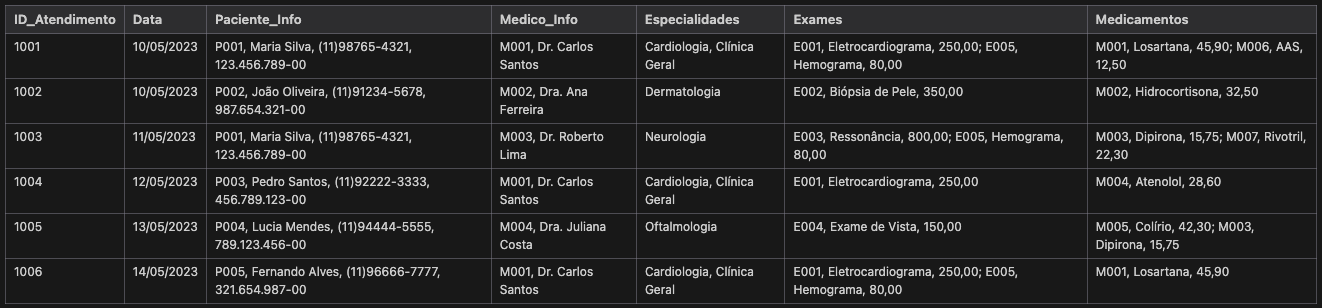 ID_Atendimento Data Paciente_Info Medico_Info Especialidades Exames Medicamentos
1001 10/05/2023 P001, Maria Silva, (11)98765-4321, M001, Dr. Carlos Cardiologia, Clínica E001, Eletrocardiograma, 250,00; E005, M001, Losartana, 45,90; M006, AAS,
123.456.789-00 Santos Geral Hemograma, 80,00 12,50
1002 10/05/2023 P002, João Oliveira, (11)91234-5678, M002, Dra. Ana Dermatologia E002, Biópsia de Pele, 350,00 M002, Hidrocortisona, 32,50
987.654.321-00 Ferreira
1003 11/05/2023 P001, Maria Silva, (11)98765-4321, M003, Dr. Roberto Neurologia E003, Ressonância, 800,00; E005, Hemograma, M003, Dipirona, 15,75; M007, Rivotril,
123.456.789-00 Lima 80,00 22,30
1004 12/05/2023 P003, Pedro Santos, (11)92222-3333, M001, Dr. Carlos Cardiologia, Clínica E001, Eletrocardiograma, 250,00 M004, Atenolol, 28,60
456.789.123-00 Santos Geral
1005 13/05/2023 P004, Lucia Mendes, (11)94444-5555, M004, Dra. Juliana Oftalmologia E004, Exame de Vista, 150,00 M005, Colírio, 42,30; M003,
789.123.456-00 Costa Dipirona, 15,75
1006 14/05/2023 P005, Fernando Alves, (11)96666-7777, M001, Dr. Carlos Cardiologia, Clínica E001, Eletrocardiograma, 250,00; E005, M001, Losartana, 45,90
321.654.987-00 Santos Geral Hemograma, 80,00